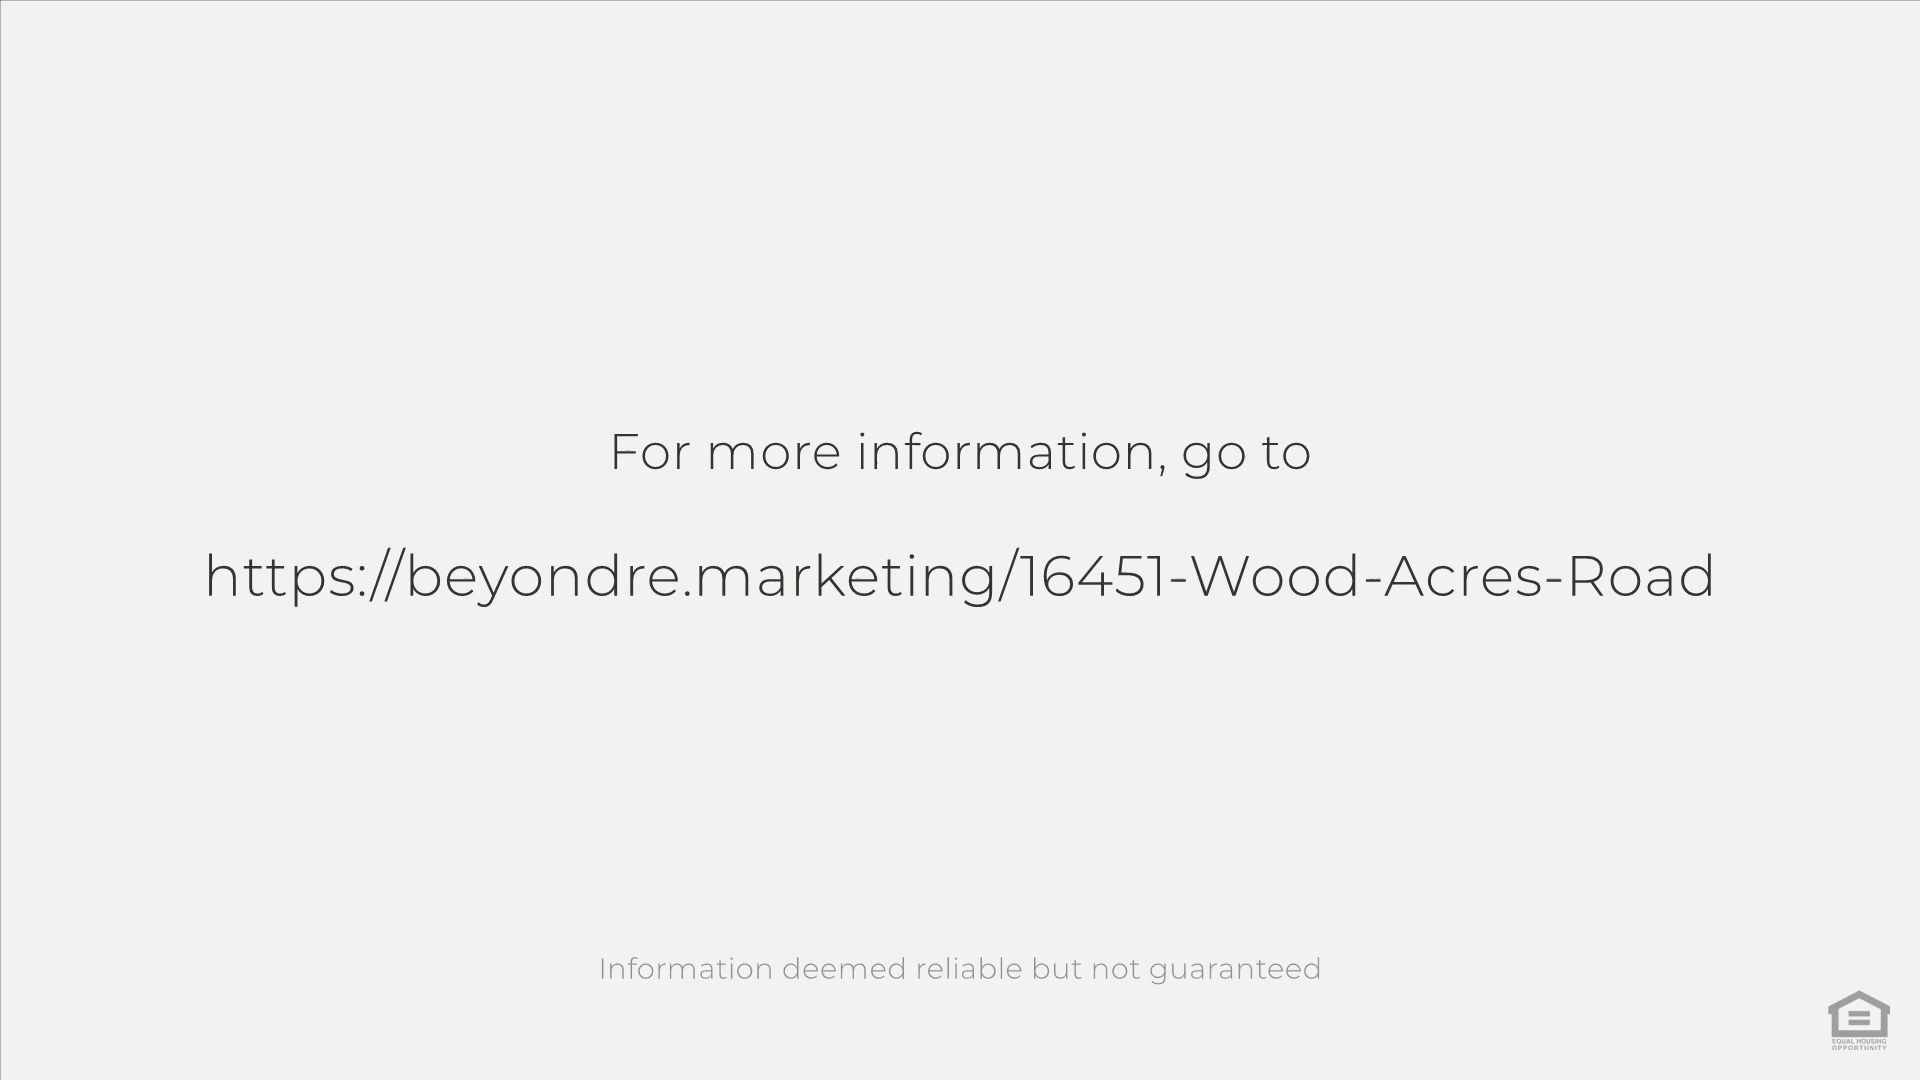 For more information, go to
https://beyondre.marketing/16451-Wood-Acres-Road
Information deemed reliable but not guaranteed
EQUAL HOUSING
OPPORTUNITY